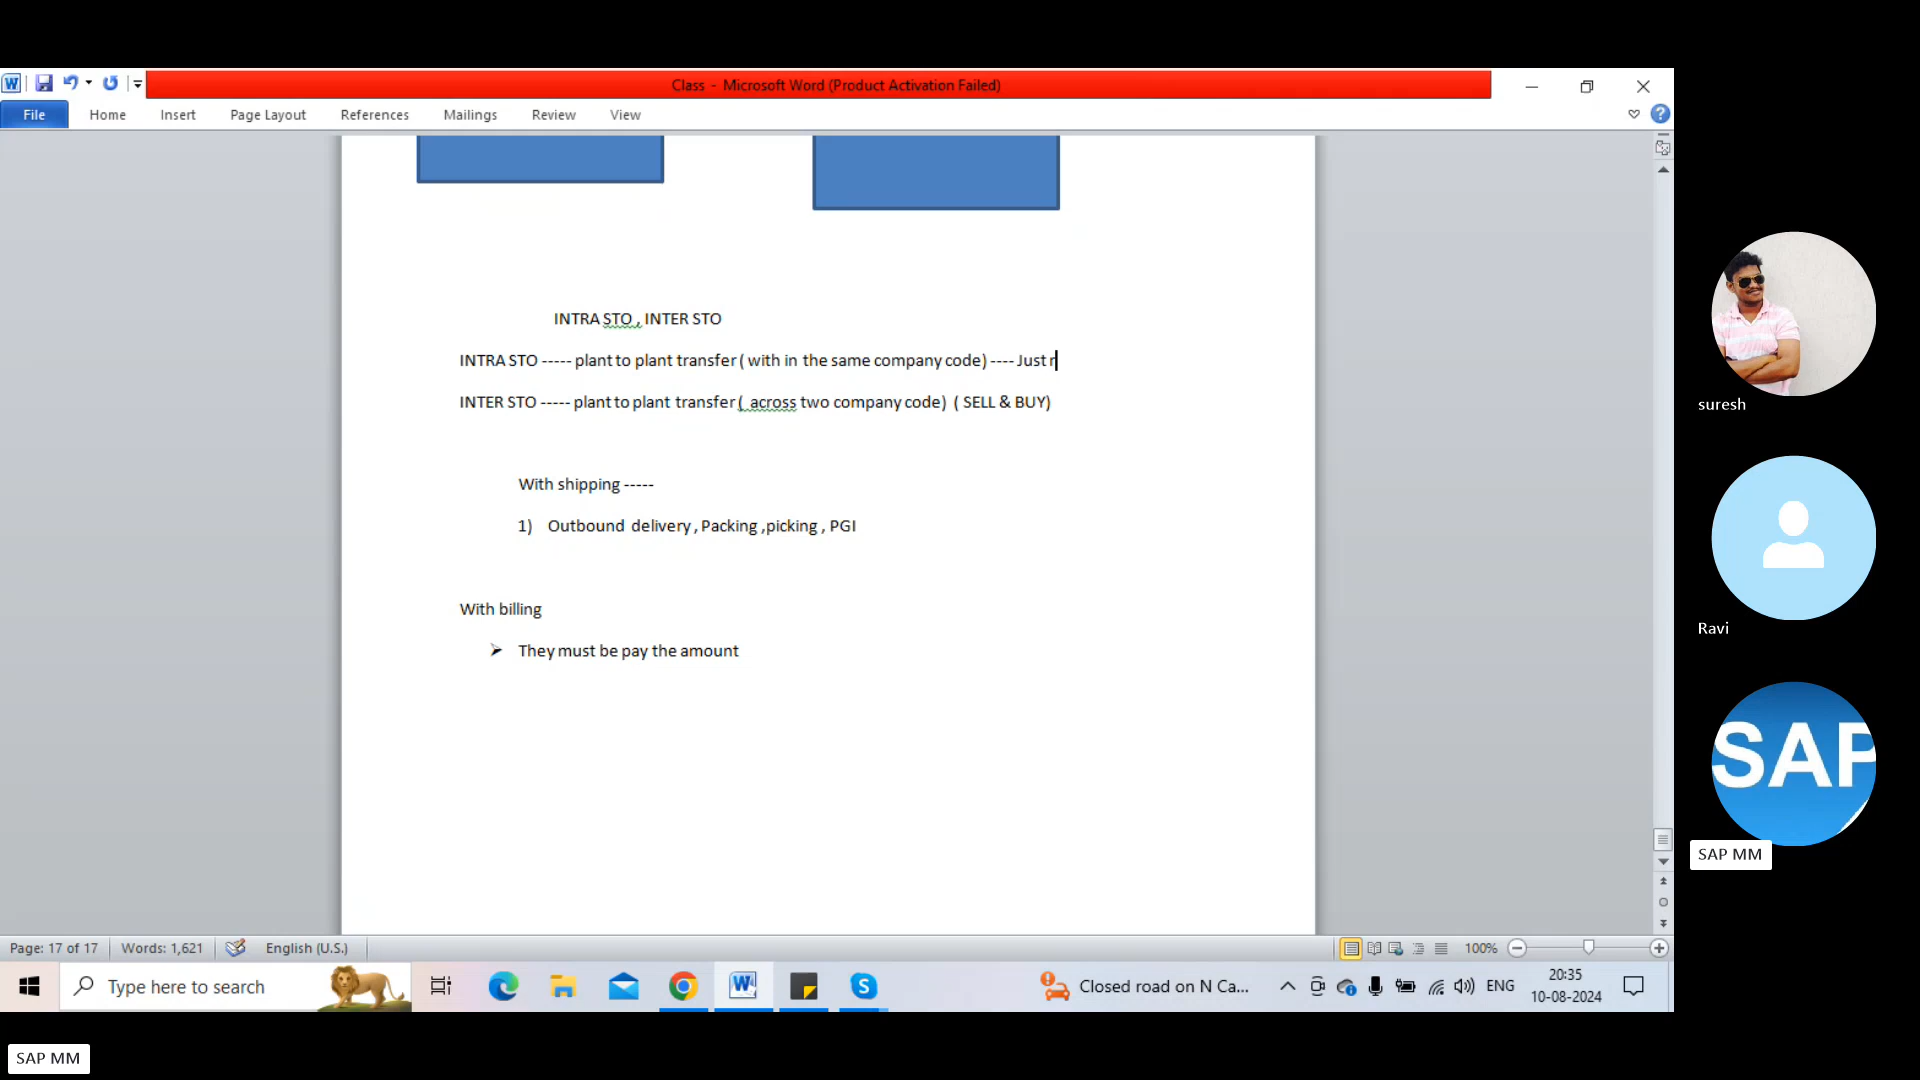 Class - Microsoft Word (Product Activation Failed)
File Home Insert Page Layout References Mailings Review View
INTRA STO , INTER STO
INTRA STO ----- plant to plant transfer ( with in the same company code) ---- Just r
INTER STO ----- plant to plant transfer ( across two company code) ( SELL & BUY)
With shipping -----
1) Outbound delivery , Packing ,picking , PGI
With billing
➢ They must be pay the amount
suresh
Ravi
SAP
SAP MM
Page: 17 of 17 Words: 1,621 English (U.S.) 100%
Type here to search
Closed road on N Ca... ENG 20:35
10-08-2024
SAP MM